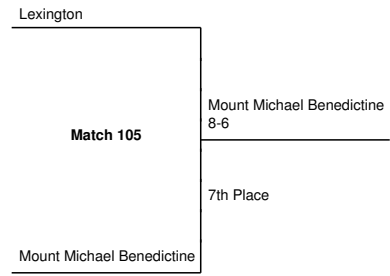 Lexington
Mount Michael Benedictine
8-6
Match 105
7th Place
Mount Michael Benedictine